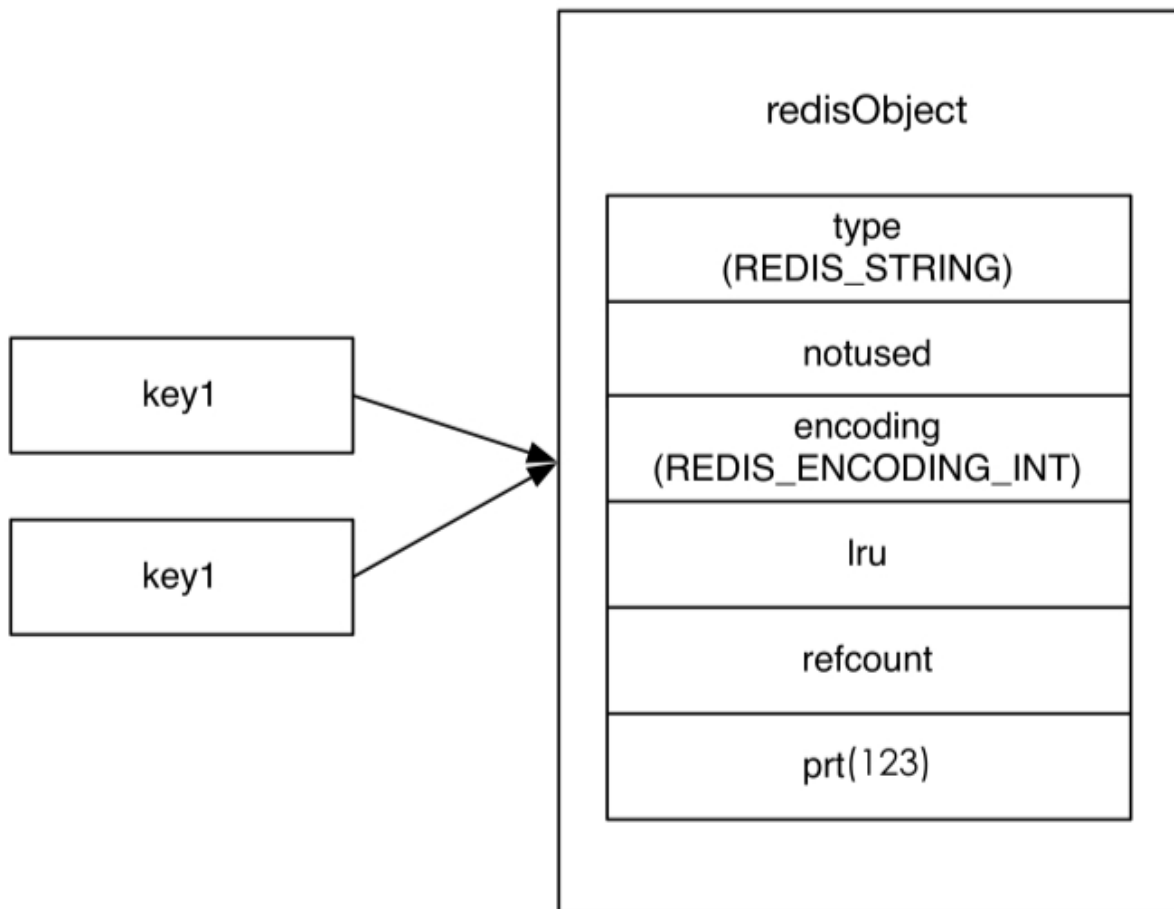 redisObject
type
(REDIS_STRING)
notused
key1
encoding
(REDIS_ENCODING_INT)
lru
key1
refcount
prt(123)